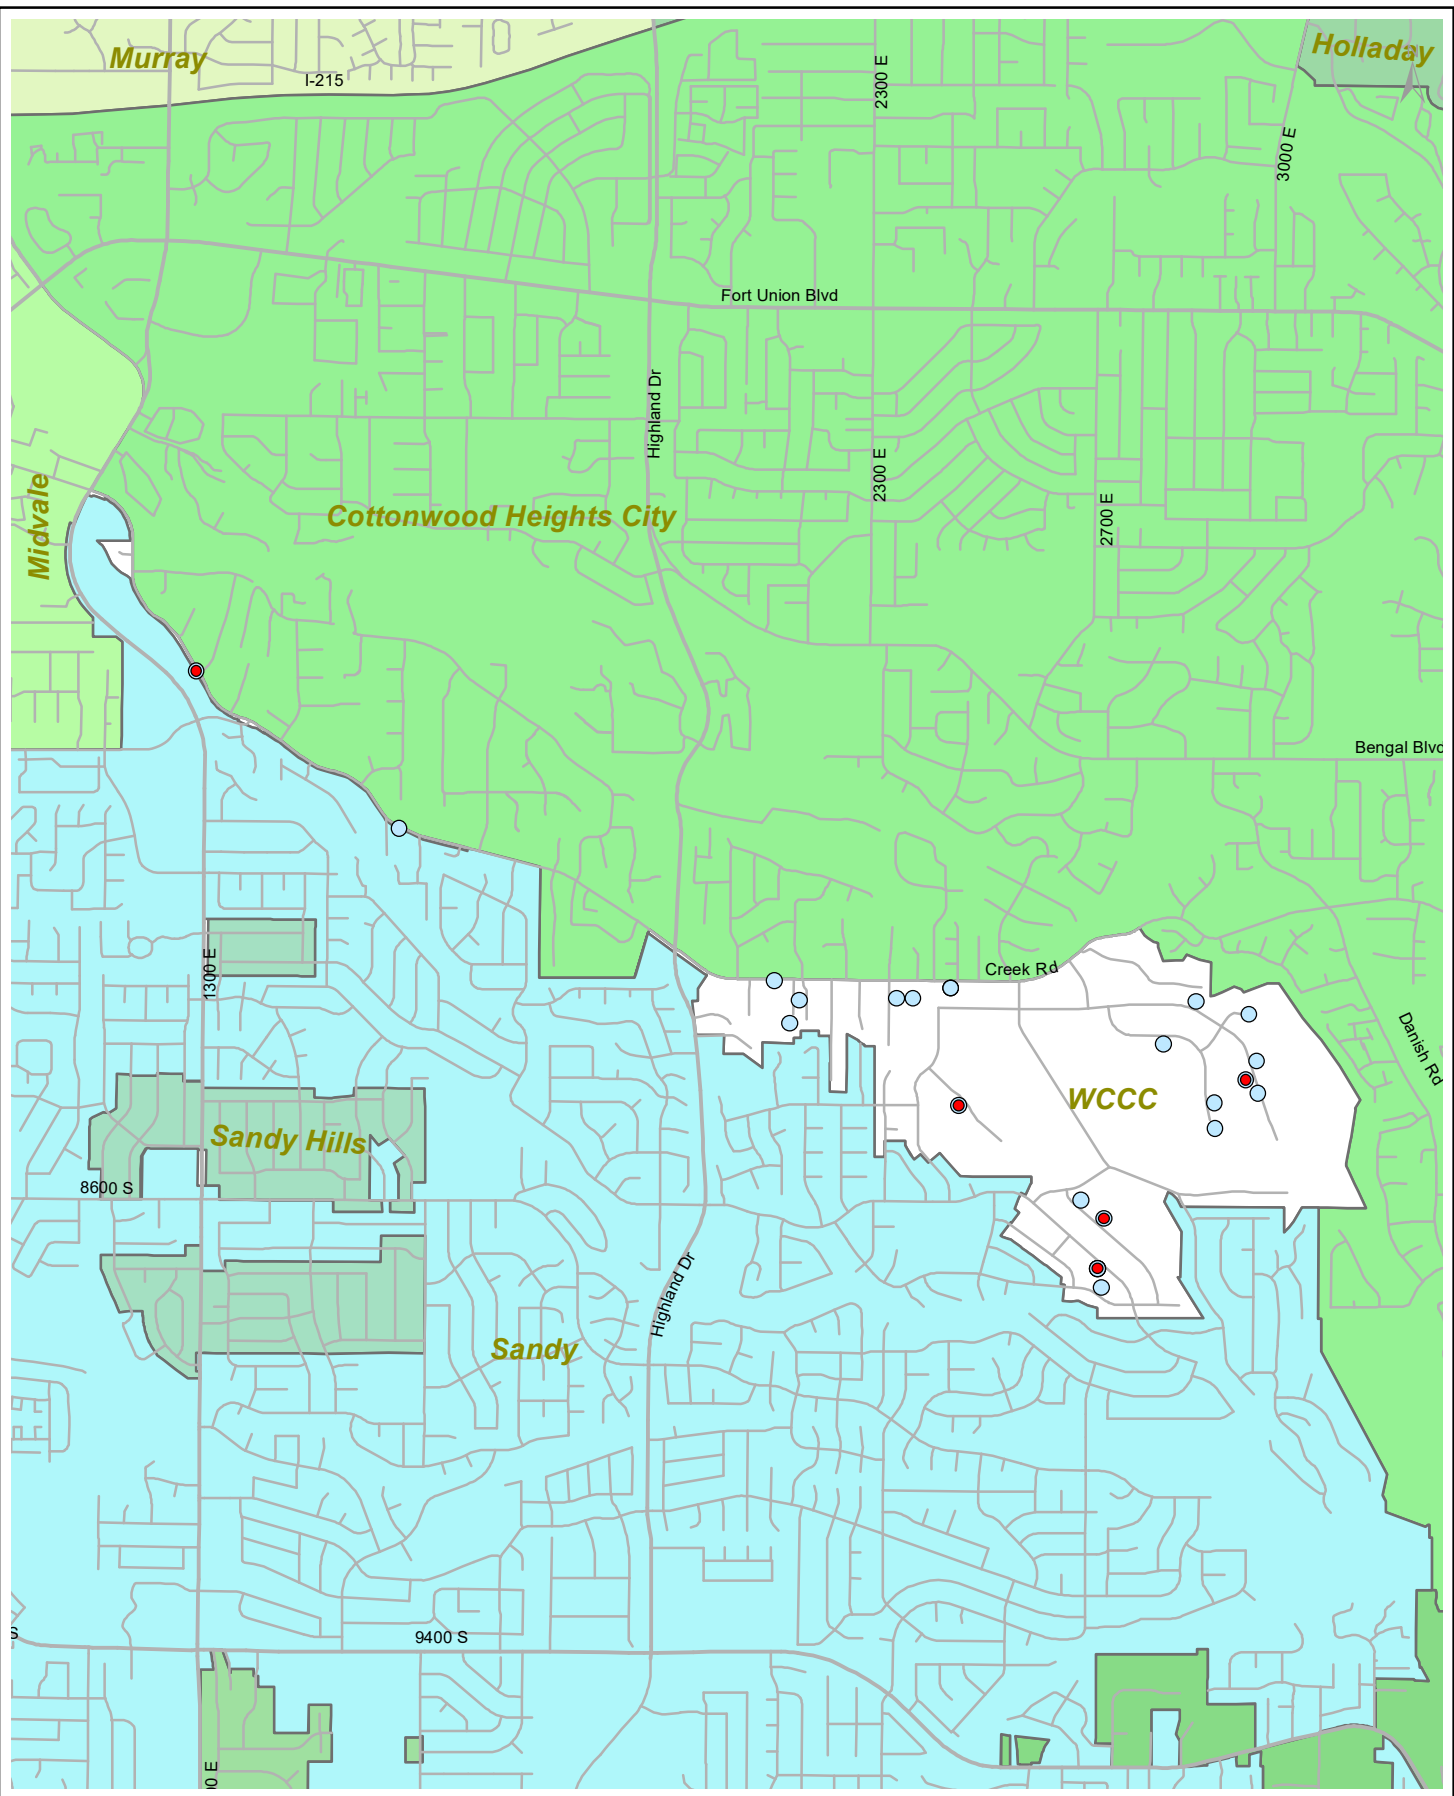 Murray
Holladay
I-215
2300 E
3000 E
Fort Union Blvd
Highland Dr
2300 E
2700 E
Midvale
Cottonwood Heights City
Bengal Blvd
1300 E
Creek Rd
Danish Rd
WCCC
Sandy Hills
8600 S
Highland Dr
Sandy
S
9400 S
0 E